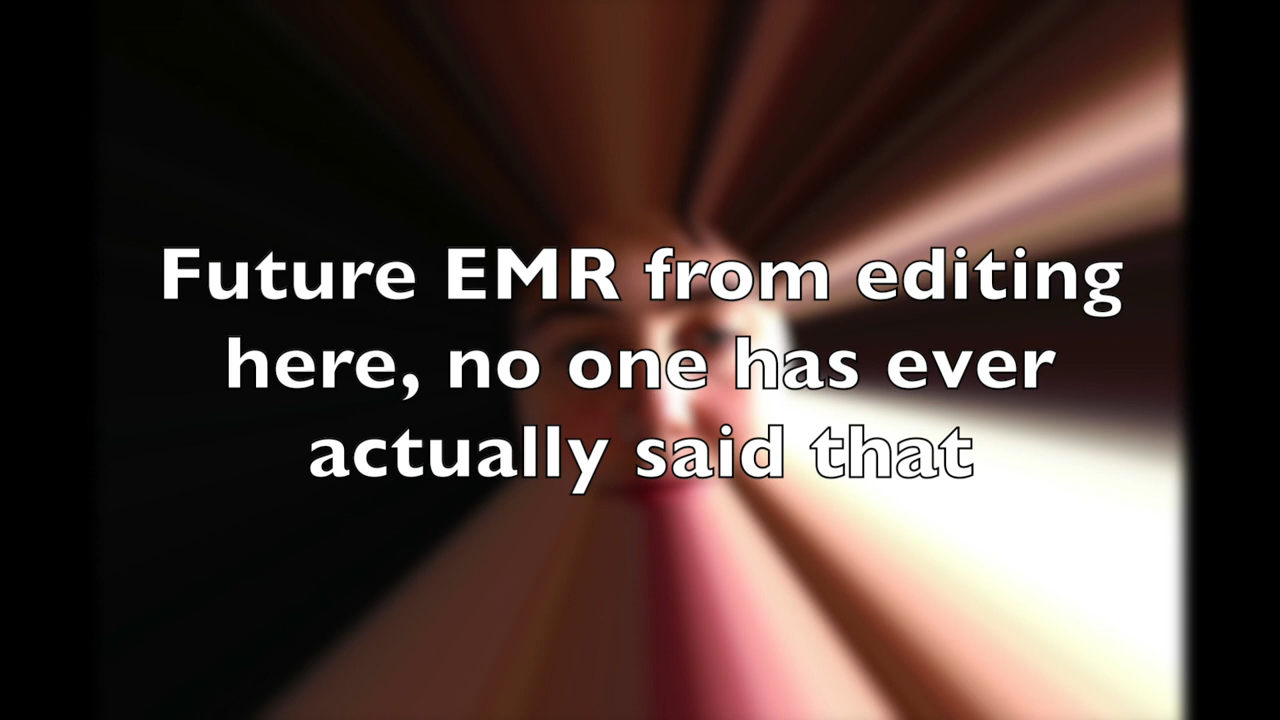 Future EMR from editing
here, no one has ever
actually said that